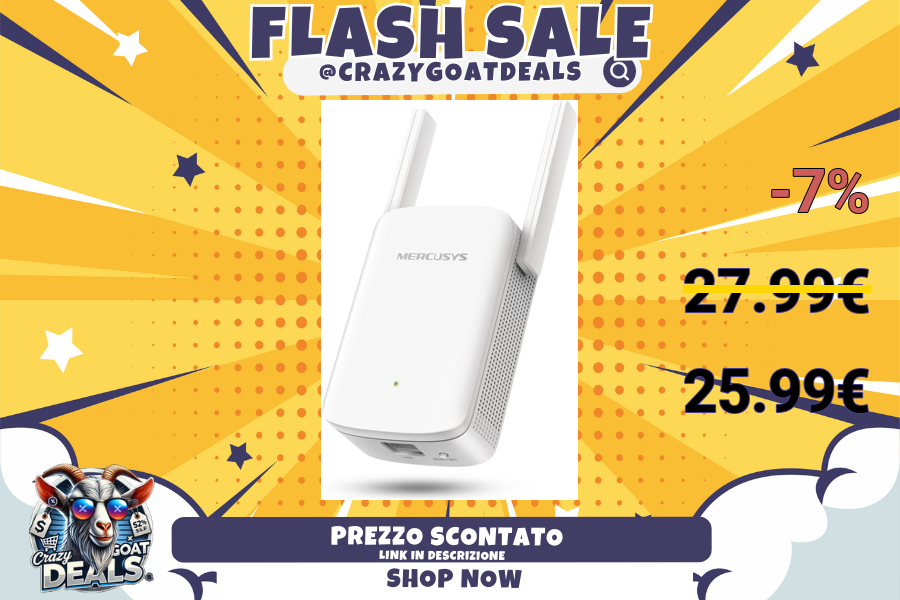 FLASH SALE
@CRAZYGOATDEALS
MERCUSYS
-7%
27.99€
25.99€
PREZZO SCONTATO
LINK IN DESCRIZIONE
SHOP NOW
$
52%
Crazy
GOAT
DEALS